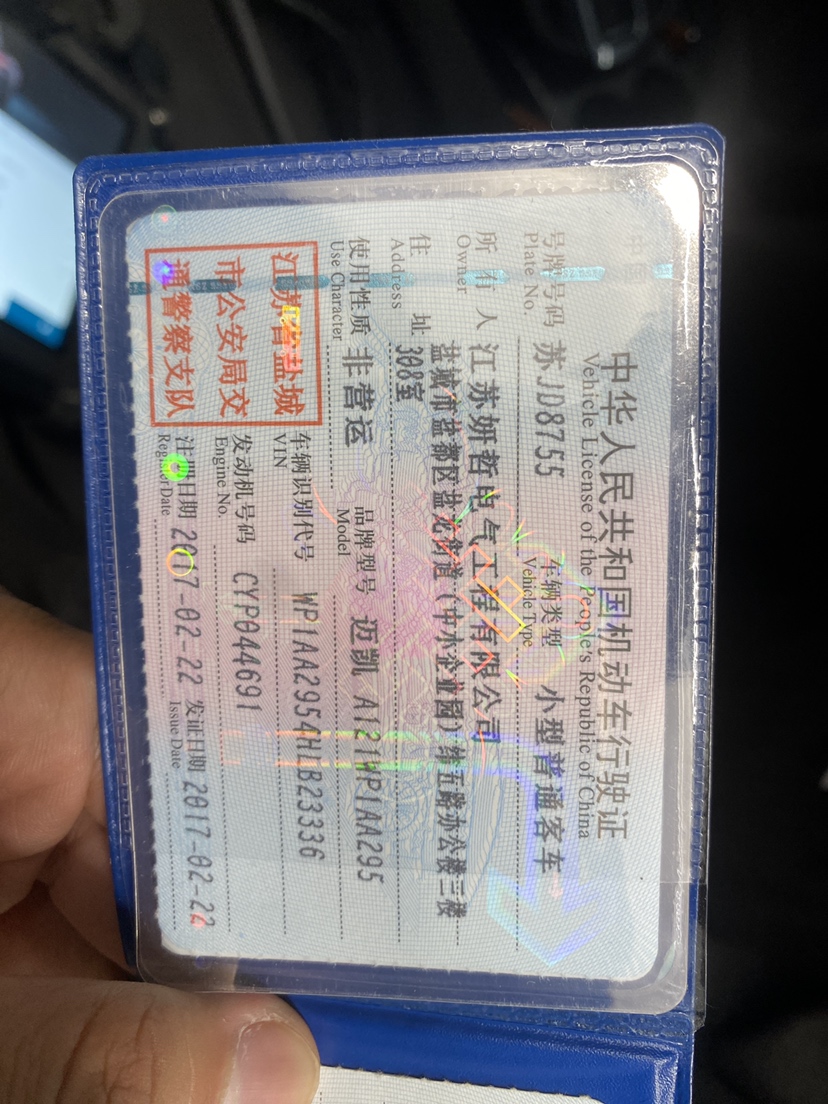 中华人民共和国机动车行驶证
Vehicle License of the People's Republic of China
号牌号码 苏JD8755 车辆类型 小型普通客车
Plate No. Vehicle Type
所有人 江苏妍哲电气工程有限公司
Owner
住址 盐城市盐都区盐龙街道(中小企业园)纬五路办公楼三楼
Address 308室
使用性质 非营运 品牌型号 迈凯 A121WP1AA295
Use Character Model
江苏省盐城
市公安局交
通警察支队
车辆识别代号 WP1AA2954HLB23336
VIN
发动机号码 CYP044691
Engine No.
注册日期 2017-02-22 发证日期 2017-02-22
Register Date Issue Date